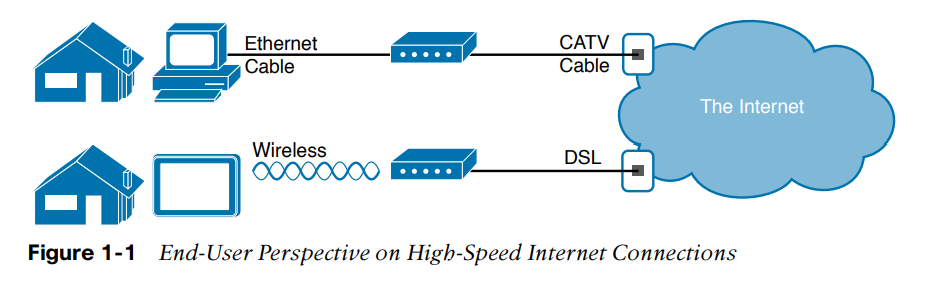 Ethernet
Cable
CATV
Cable
The Internet
Wireless
DSL
Figure 1-1 End-User Perspective on High-Speed Internet Connections